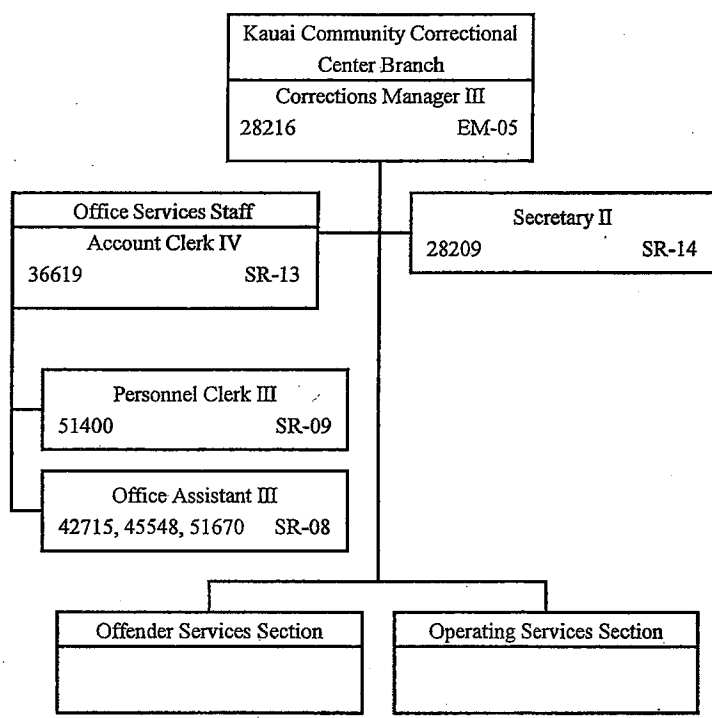 Kauai Community Correctional
Center Branch
Corrections Manager III
28216 EM-05
Office Services Staff
Account Clerk IV
36619 SR-13
Secretary II
28209 SR-14
Personnel Clerk III
51400 SR-09
Office Assistant III
42715, 45548, 51670 SR-08
Offender Services Section
Operating Services Section